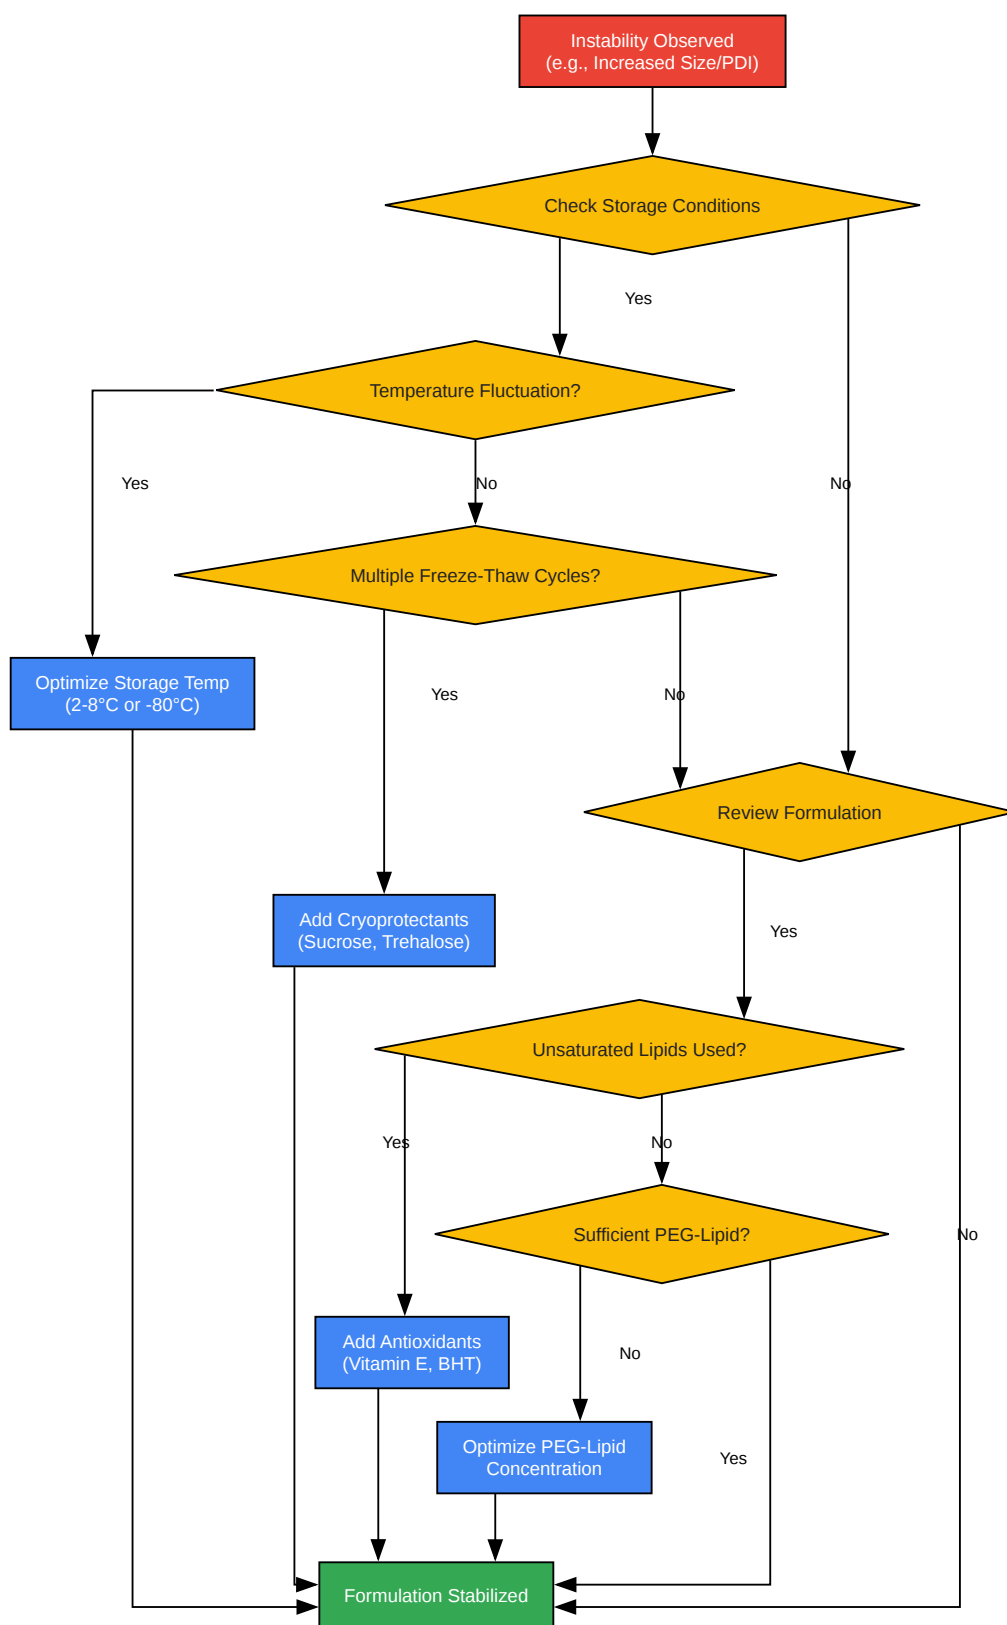 Instability Observed
(e.g., Increased Size/PDI)
Check Storage Conditions
Yes
Temperature Fluctuation?
Yes
No
No
Multiple Freeze-Thaw Cycles?
Optimize Storage Temp
(2-8°C or -80°C)
Yes
No
Review Formulation
Add Cryoprotectants
(Sucrose, Trehalose)
Yes
Unsaturated Lipids Used?
Yes
No
Sufficient PEG-Lipid?
No
Add Antioxidants
(Vitamin E, BHT)
No
Optimize PEG-Lipid
Concentration
Yes
Formulation Stabilized